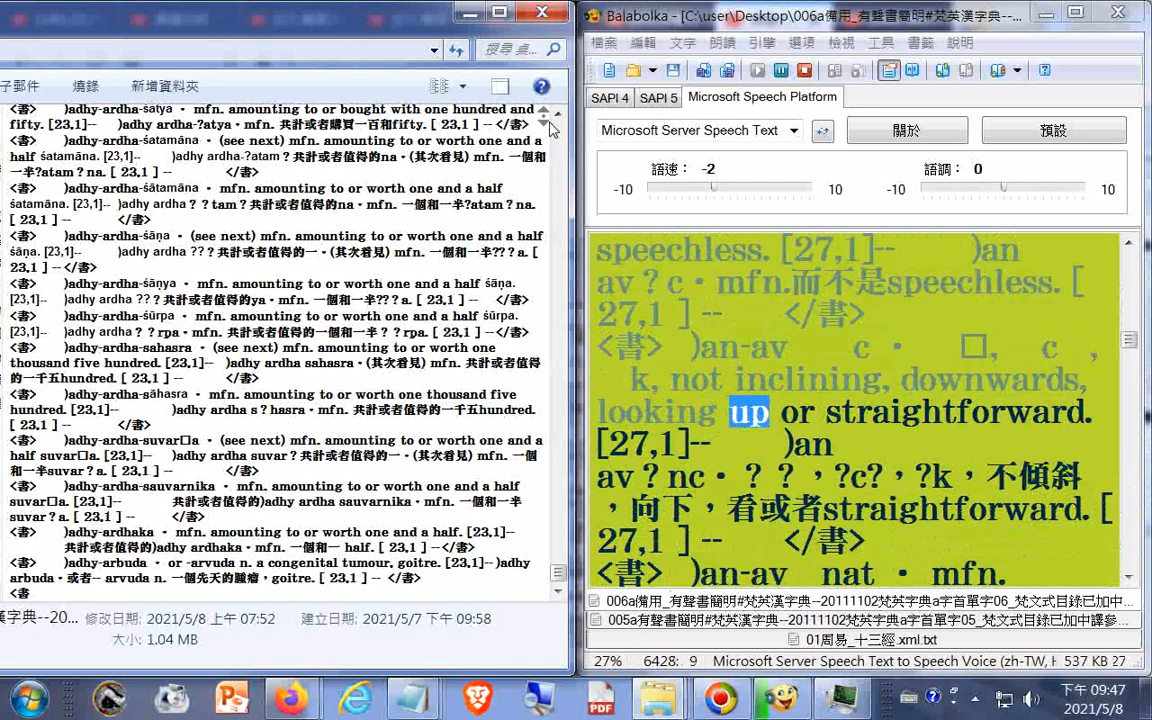 搜尋 桌...
子郵件 燒錄 新增資料夾
<書> )adhy-ardha-śatya · mfn. amounting to or bought with one hundred and
fifty. [23,1]-- )adhy ardha-?atya · mfn. 共計或者購買一百和fifty. [ 23,1 ] -- </書>
<書> )adhy-ardha-śatamāna · (see next) mfn. amounting to or worth one and a
half śatamāna. [23,1]-- )adhy ardha-?atam ? 共計或者值得的na · (其次看見) mfn. 一個和
一半?atam ? na. [ 23,1 ] -- </書>
<書> )adhy-ardha-śātamāna · mfn. amounting to or worth one and a half
śatamāna. [23,1]-- )adhy ardha ? ? tam ? 共計或者值得的na · mfn. 一個和一半?atam ? na.
[ 23,1 ] -- </書>
<書> )adhy-ardha-śāṇa · (see next) mfn. amounting to or worth one and a half
śāṇa. [23,1]-- )adhy ardha ?? ? 共計或者值得的一 · (其次看見) mfn. 一個和一半??? a. [
23,1 ] -- </書>
<書> )adhy-ardha-śāṇya · mfn. amounting to or worth one and a half śāṇa.
[23,1]-- )adhy ardha ?? ? 共計或者值得的ya · mfn. 一個和一半??? a. [ 23,1 ] -- </書>
<書> )adhy-ardha-śūrpa · mfn. amounting to or worth one and a half śūrpa.
[23,1]-- )adhy ardha ? ? rpa · mfn. 共計或者值得的一個和一半 ? ? rpa. [ 23,1 ] -- </書>
<書> )adhy-ardha-sahasra · (see next) mfn. amounting to or worth one
thousand five hundred. [23,1]-- )adhy ardha sahasra · (其次看見) mfn. 共計或者值得
的一千五hundred. [ 23,1 ] -- </書>
<書> )adhy-ardha-sāhasra · mfn. amounting to or worth one thousand five
hundred. [23,1]-- )adhy ardha s ? hasra · mfn. 共計或者值得的一千五hundred.
[ 23,1 ] -- </書>
<書> )adhy-ardha-suvar□a · (see next) mfn. amounting to or worth one and a
half suvar□a. [23,1]-- )adhy ardha suvar ? 共計或者值得的a · (其次看見) mfn. 一個
和一半suvar ? a. [ 23,1 ] -- </書>
<書> )adhy-ardha-sauvarnika · mfn. amounting to or worth one and a half
suvar□a. [23,1]-- 共計或者值得的)adhy ardha sauvarnika · mfn. 一個和一半
suvar ? a. [ 23,1 ] -- </書>
<書> )adhy-ardhaka · mfn. amounting to or worth one and a half. [23,1]--
共計或者值得的)adhy ardhaka · mfn. 一個和一 half. [ 23,1 ] -- </書>
<書> )adhy-arbuda · or -arvuda n. a congenital tumour, goitre. [23,1]-- )adhy
arbuda · 或者-- arvuda n. 一個先天的腫瘤，goitre. [ 23,1 ] -- </書>
<書
漢字典--20... 修改日期: 2021/5/8 上午 07:52 建立日期: 2021/5/7 下午 09:58
大小: 1.04 MB
Balabolka - [C:\user\Desktop\006a備用_有聲書簡明#梵英漢字典--...
檔案 編輯 文字 朗讀 引擎 選項 檢視 工具 書籤 說明
SAPI 4 SAPI 5 Microsoft Speech Platform
Microsoft Server Speech Text 關於 預設
語速: -2 語調: 0
-10 10 -10 10
speechless. [27,1]-- )an
av ? c · mfn.而不是speechless. [
27,1 ] -- </書>
<書> )an-av c · □, c ,
k, not inclining, downwards,
looking up or straightforward.
[27,1]-- )an
av ? nc · ? ? ，?c?，?k，不傾斜
，向下，看或者straightforward. [
27,1 ] -- </書>
<書> )an-av nat · mfn.
006a備用_有聲書簡明#梵英漢字典--20111102梵英字典a字首單字06_梵文式目錄已加中...
005a有聲書簡明#梵英漢字典--20111102梵英字典a字首單字05_梵文式目錄已加中譯參...
01周易_十三經.xml.txt
27% 6428: 9 Microsoft Server Speech Text to Speech Voice (zh-TW, H 537 KB 27
PDF
下午 09:47
2021/5/8